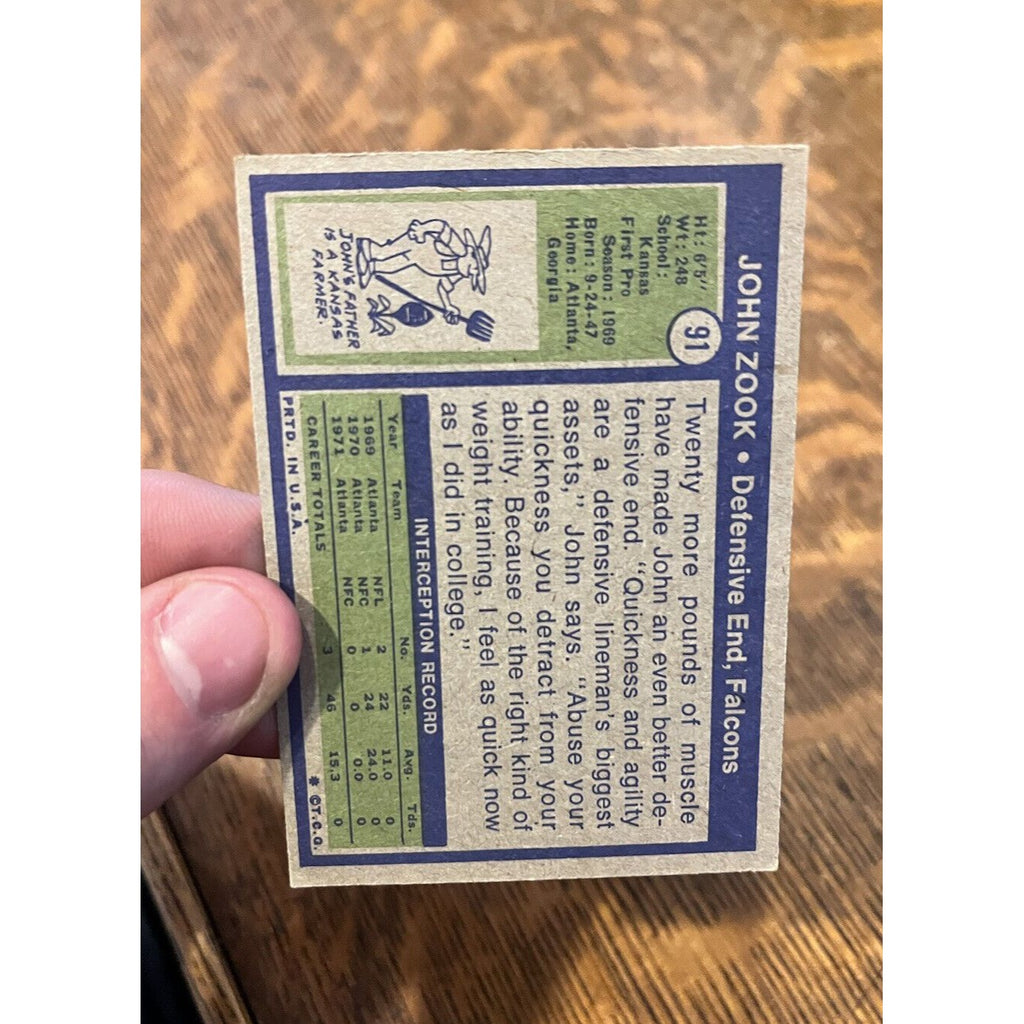 JOHN ZOOK • Defensive End, Falcons
91
Ht: 6'5"
Wt: 248
School:
Kansas
First Pro
Season: 1969
Born: 9-24-47
Home: Atlanta,
Georgia
JOHN'S FATHER
IS A KANSAS
FARMER.
Twenty more pounds of muscle
have made John an even better de-
fensive end. "Quickness and agility
are a defensive lineman's biggest
assets," John says. "Abuse your
quickness you detract from your
ability. Because of the right kind of
weight training, I feel as quick now
as I did in college."
INTERCEPTION RECORD
Year Team No. Yds. Avg. Tds.
1969 Atlanta NFL 2 22 11.0 0
1970 Atlanta NFC 1 24 24.0 0
1971 Atlanta NFC 0 0 0.0 0
CAREER TOTALS 3 46 15.3 0
PRTD. IN U.S.A. * ©T.C.G.